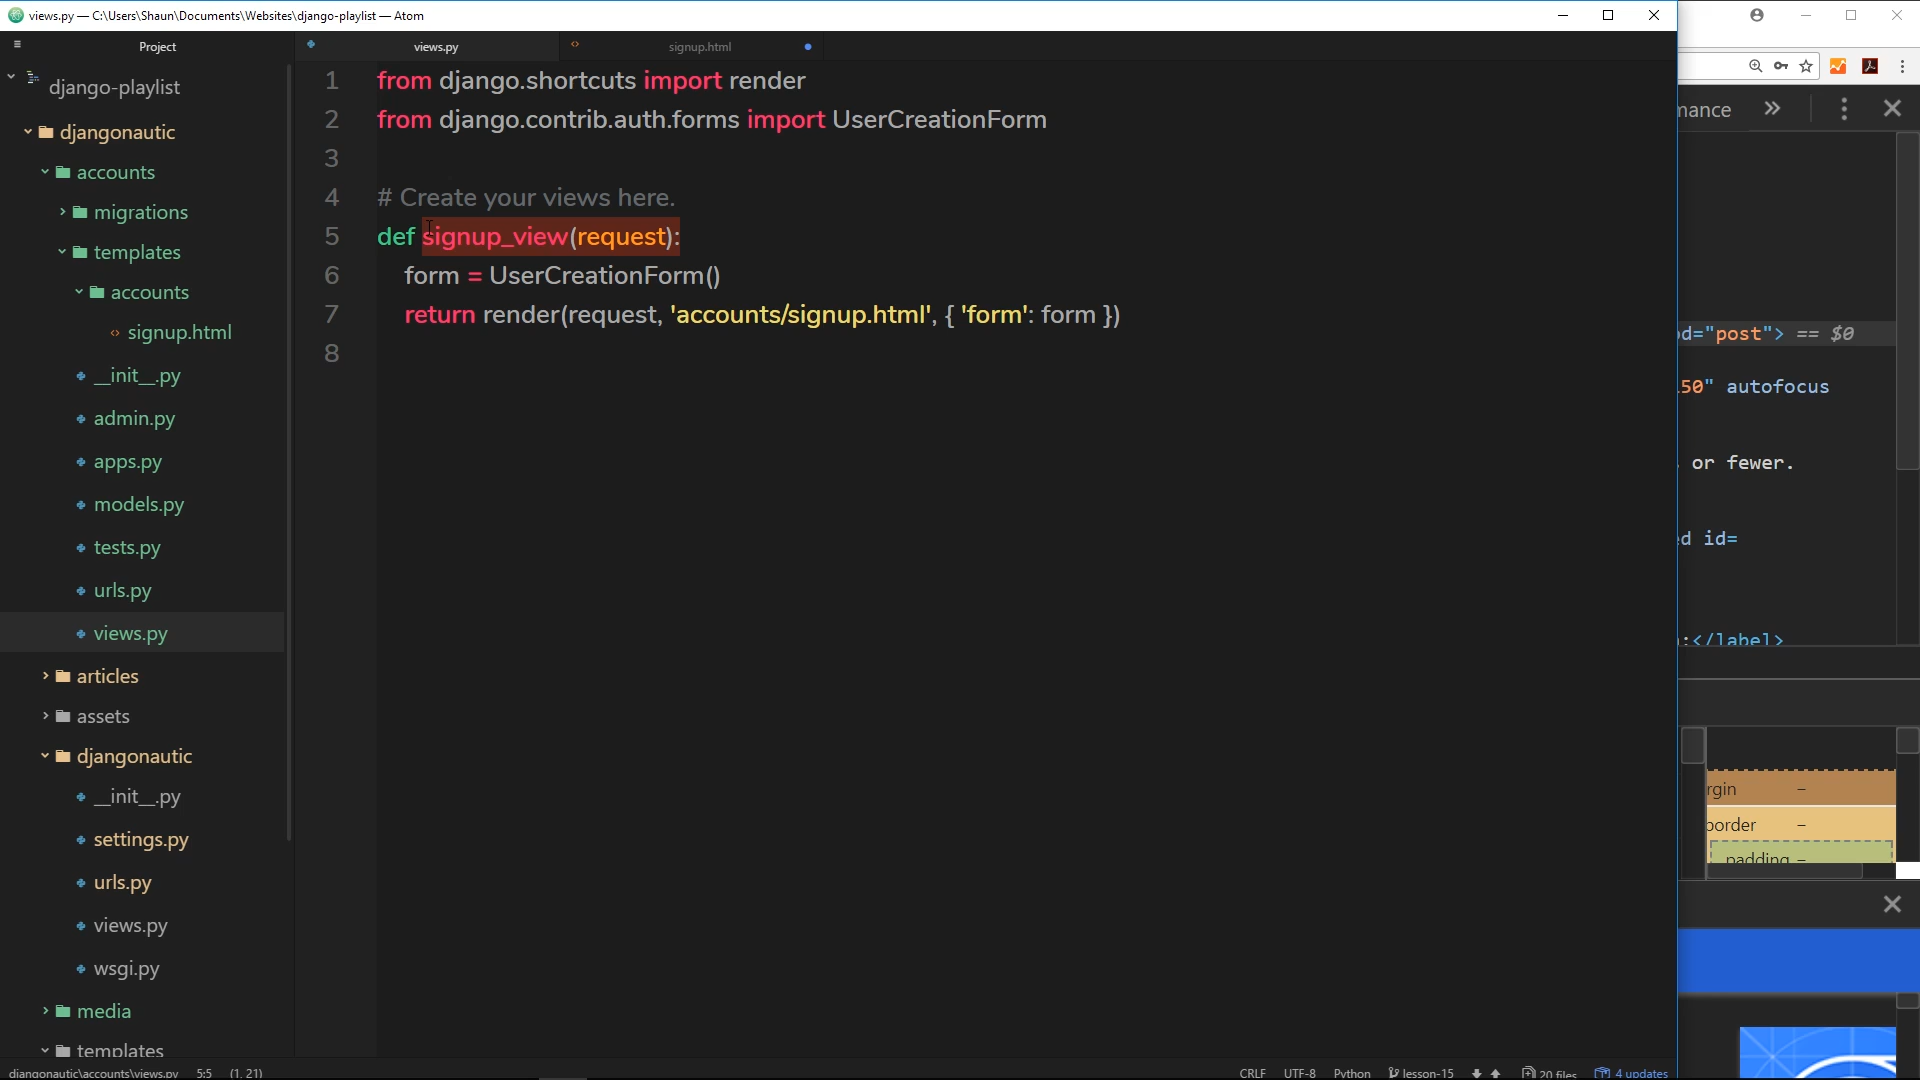 views.py — C:\Users\Shaun\Documents\Websites\django-playlist — Atom
Project
views.py
signup.html
django-playlist
djangonautic
accounts
migrations
templates
accounts
signup.html
__init__.py
admin.py
apps.py
models.py
tests.py
urls.py
views.py
articles
assets
djangonautic
__init__.py
settings.py
urls.py
views.py
wsgi.py
media
templates
1 from django.shortcuts import render
2 from django.contrib.auth.forms import UserCreationForm
3
4 # Create your views here.
5 def signup_view(request):
6 form = UserCreationForm()
7 return render(request, 'accounts/signup.html', { 'form': form })
8
mance
d="post"> == $0
50" autofocus
or fewer.
d id=
:</label>
rgin –
border –
padding –
djangonautic\accounts\views.py 5:5 (1, 21) CRLF UTF-8 Python lesson-15 20 files 4 updates